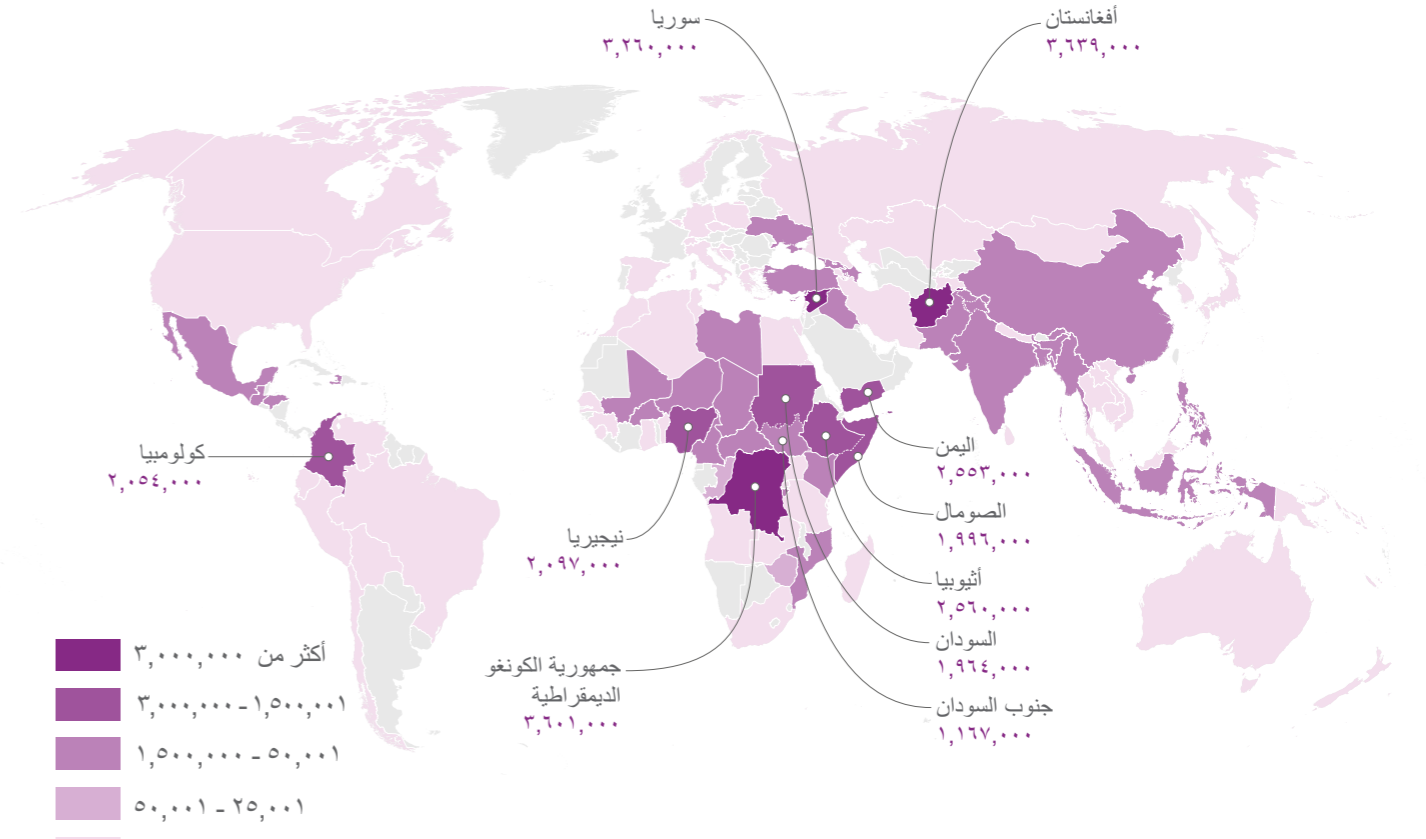 سوريا
٣,٢٦٠,٠٠٠
أفغانستان
٣,٦٣٩,٠٠٠
كولومبيا
٢,٠٥٤,٠٠٠
نيجيريا
٢,٠٩٧,٠٠٠
جمهورية الكونغو
الديمقراطية
٣,٦٠١,٠٠٠
اليمن
٢,٥٥٣,٠٠٠
الصومال
١,٩٩٦,٠٠٠
أثيوبيا
٢,٥٦٠,٠٠٠
السودان
١,٩٦٤,٠٠٠
جنوب السودان
١,١٦٧,٠٠٠
أكثر من ٣,٠٠٠,٠٠٠
١,٥٠٠,٠٠١ - ٣,٠٠٠,٠٠٠
٥٠,٠٠١ - ١,٥٠٠,٠٠٠
٢٥,٠٠١ - ٥٠,٠٠١